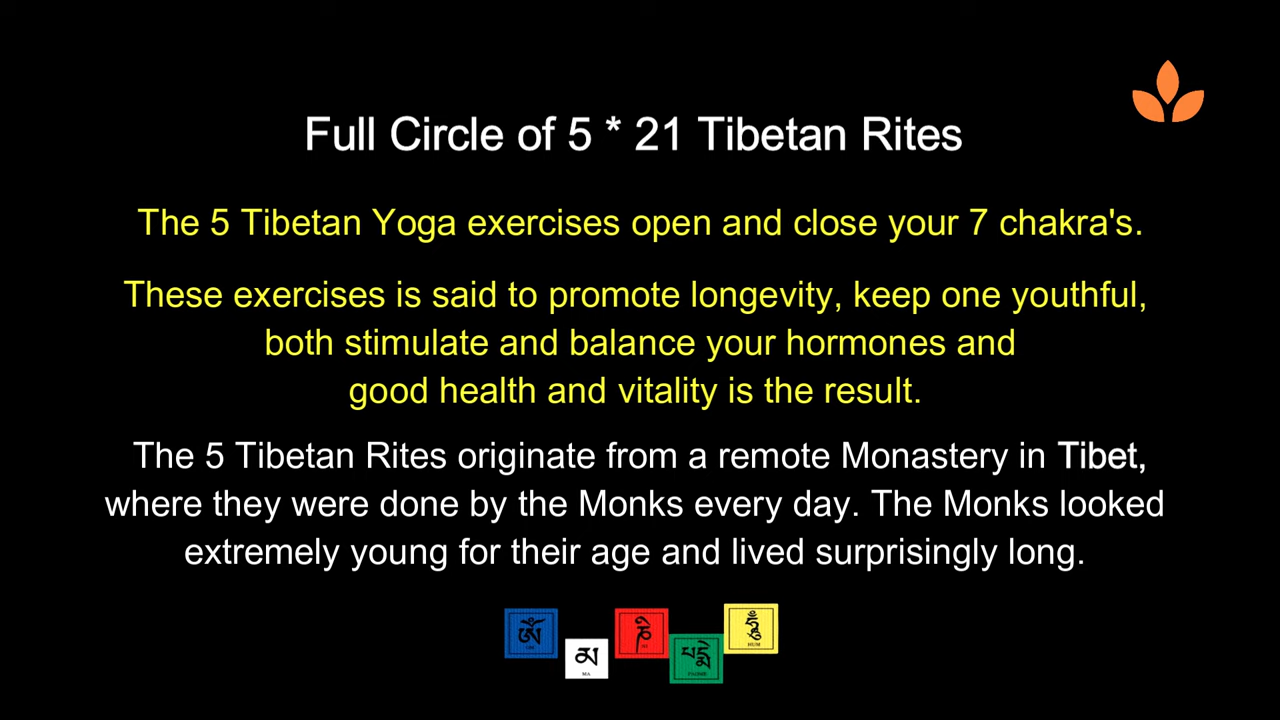 Full Circle of 5 * 21 Tibetan Rites
The 5 Tibetan Yoga exercises open and close your 7 chakra's.
These exercises is said to promote longevity, keep one youthful,
both stimulate and balance your hormones and
good health and vitality is the result.
The 5 Tibetan Rites originate from a remote Monastery in Tibet,
where they were done by the Monks every day. The Monks looked
extremely young for their age and lived surprisingly long.
ༀ མ ཎི པདྨེ ཧཱུྃ
MA HUM